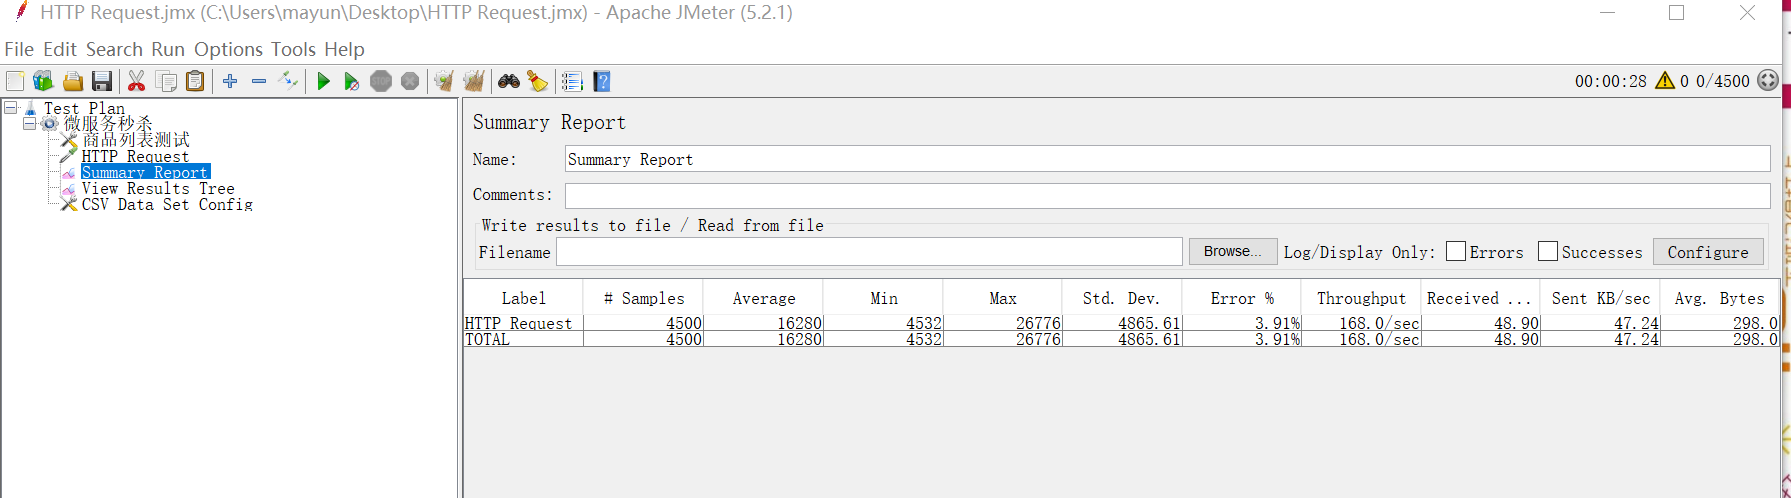 HTTP Request.jmx (C:\Users\mayun\Desktop\HTTP Request.jmx) - Apache JMeter (5.2.1)
File Edit Search Run Options Tools Help
00:00:28 0 0/4500
Test Plan
微服务秒杀
商品列表测试
HTTP Request
Summary Report
View Results Tree
CSV Data Set Config
Summary Report
Name: Summary Report
Comments:
Write results to file / Read from file
Filename Browse... Log/Display Only: Errors Successes Configure
Label # Samples Average Min Max Std. Dev. Error % Throughput Received ... Sent KB/sec Avg. Bytes
HTTP Request 4500 16280 4532 26776 4865.61 3.91% 168.0/sec 48.90 47.24 298.0
TOTAL 4500 16280 4532 26776 4865.61 3.91% 168.0/sec 48.90 47.24 298.0